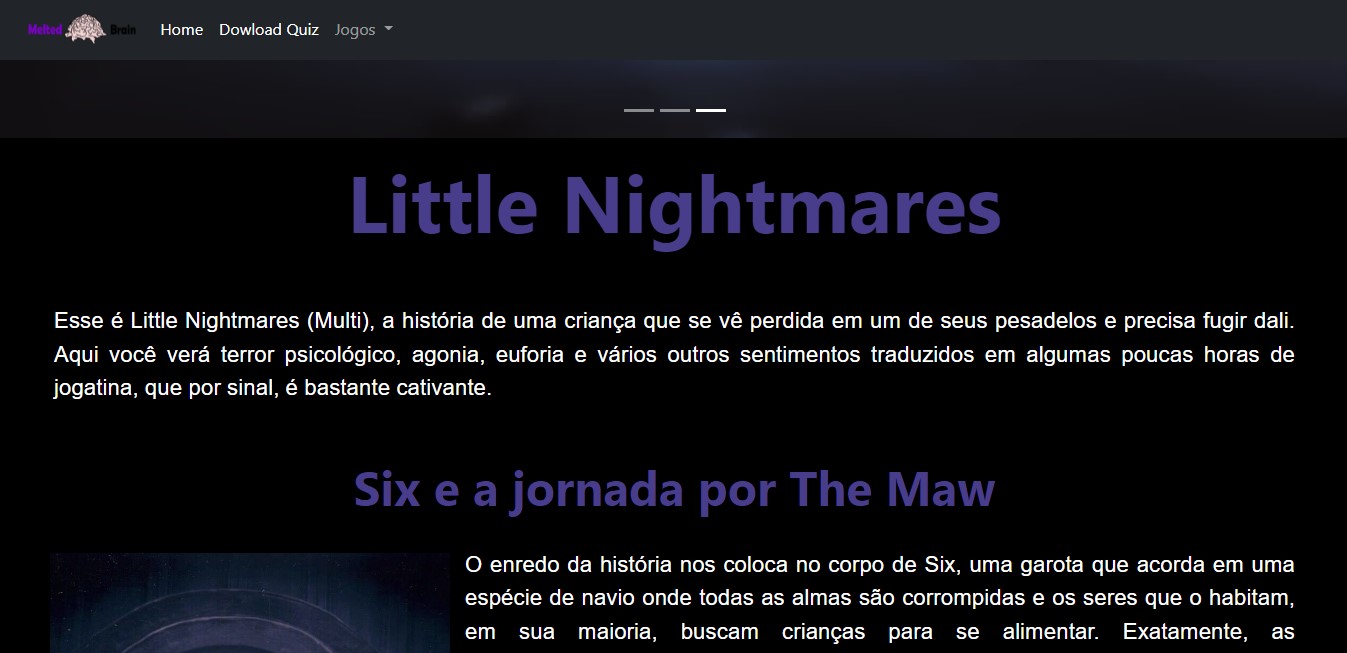 Melted Brain Home Dowload Quiz Jogos
Little Nightmares
Esse é Little Nightmares (Multi), a história de uma criança que se vê perdida em um de seus pesadelos e precisa fugir dali.
Aqui você verá terror psicológico, agonia, euforia e vários outros sentimentos traduzidos em algumas poucas horas de
jogatina, que por sinal, é bastante cativante.
Six e a jornada por The Maw
O enredo da história nos coloca no corpo de Six, uma garota que acorda em uma
espécie de navio onde todas as almas são corrompidas e os seres que o habitam,
em sua maioria, buscam crianças para se alimentar. Exatamente, as